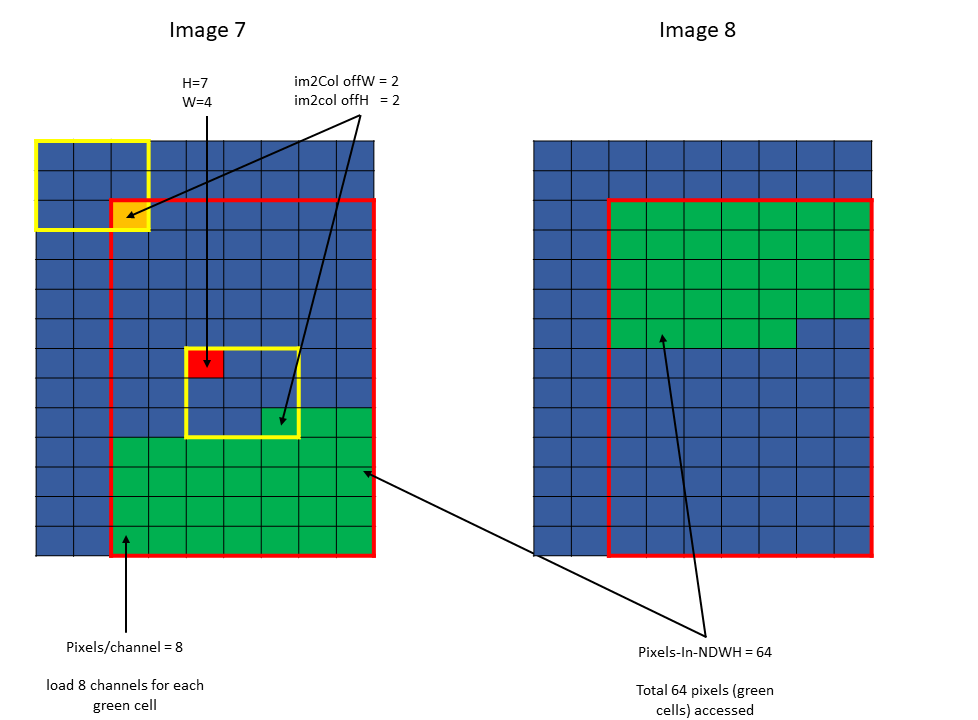 Image 7
Image 8
H=7
W=4
im2Col offW = 2
im2col offH = 2
Pixels/channel = 8
load 8 channels for each
green cell
Pixels-In-NDWH = 64
Total 64 pixels (green
cells) accessed